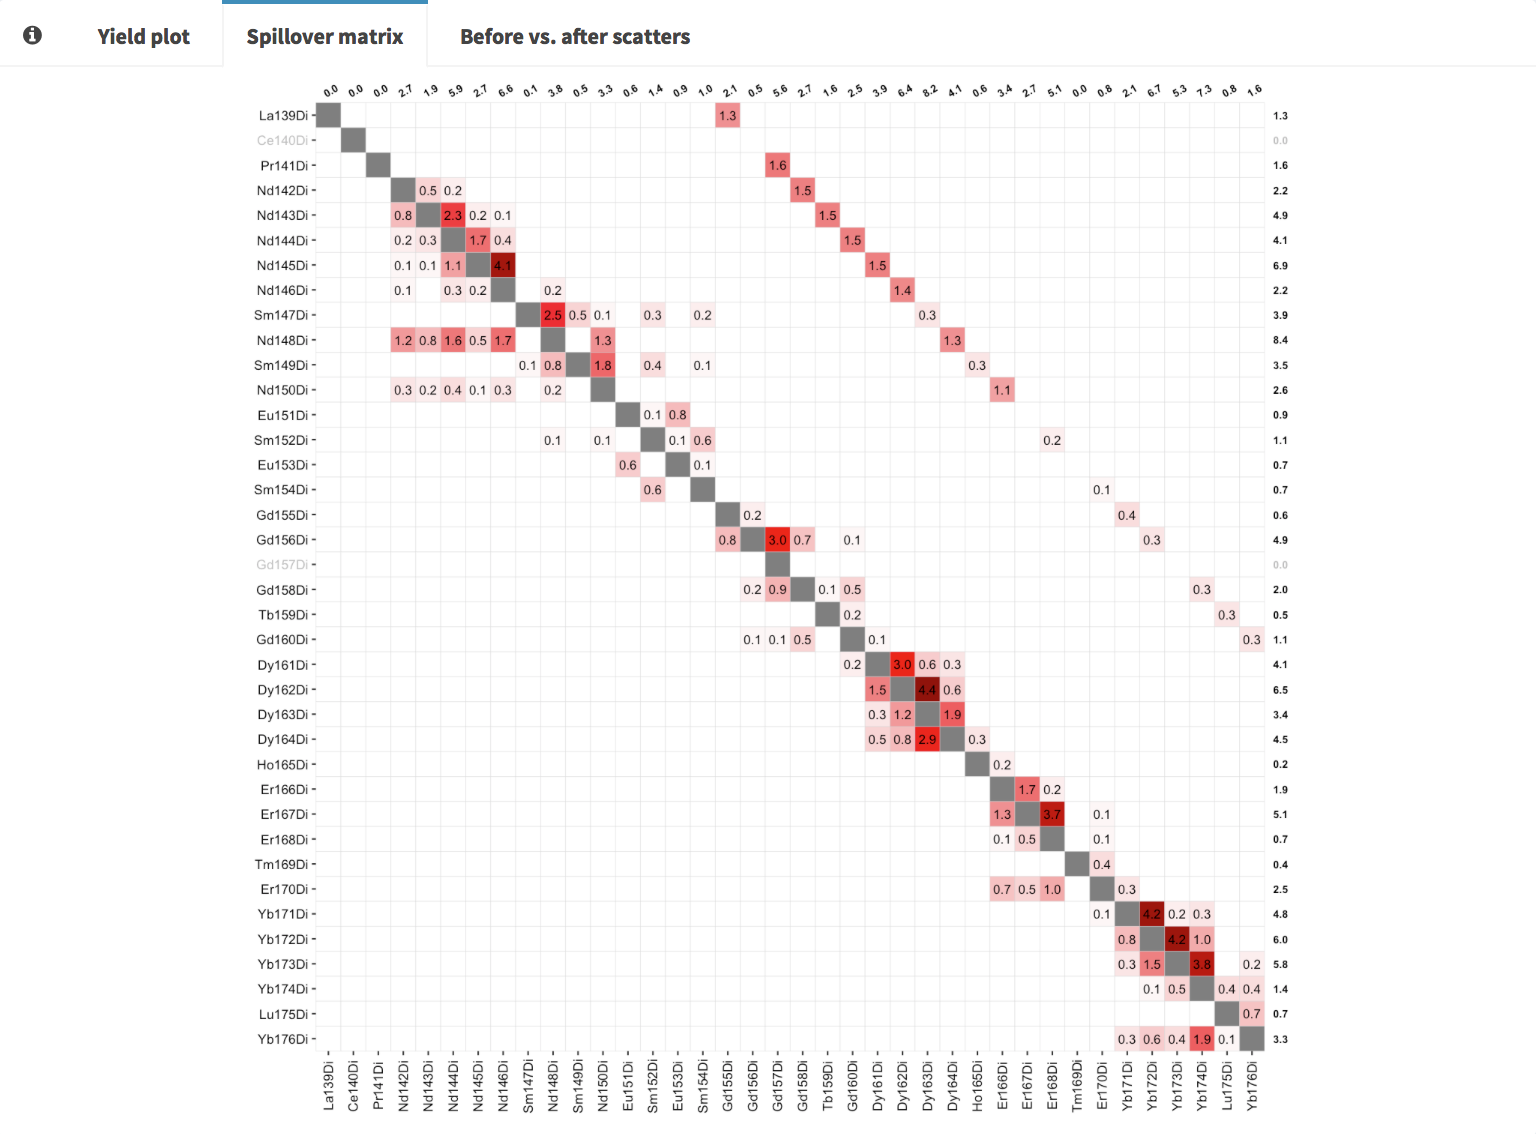 Yield plot Spillover matrix Before vs. after scatters
0.0 0.0 0.0 2.7 1.9 5.9 2.7 6.6 0.1 3.8 0.5 3.3 0.6 1.4 0.9 1.0 2.1 0.5 5.6 2.7 1.6 2.5 3.9 6.4 8.2 4.1 0.6 3.4 2.7 5.1 0.0 0.8 2.1 6.7 5.3 7.3 0.8 1.6
La139Di 1.3 1.3
Ce140Di 0.0
Pr141Di 1.6 1.6
Nd142Di 0.5 0.2 1.5 2.2
Nd143Di 0.8 2.3 0.2 0.1 1.5 4.9
Nd144Di 0.2 0.3 1.7 0.4 1.5 4.1
Nd145Di 0.1 0.1 1.1 4.1 1.5 6.9
Nd146Di 0.1 0.3 0.2 0.2 1.4 2.2
Sm147Di 2.5 0.5 0.1 0.3 0.2 0.3 3.9
Nd148Di 1.2 0.8 1.6 0.5 1.7 1.3 1.3 8.4
Sm149Di 0.1 0.8 1.8 0.4 0.1 0.3 3.5
Nd150Di 0.3 0.2 0.4 0.1 0.3 0.2 1.1 2.6
Eu151Di 0.1 0.8 0.9
Sm152Di 0.1 0.1 0.1 0.6 0.2 1.1
Eu153Di 0.6 0.1 0.7
Sm154Di 0.6 0.1 0.7
Gd155Di 0.2 0.4 0.6
Gd156Di 0.8 3.0 0.7 0.1 0.3 4.9
Gd157Di 0.0
Gd158Di 0.2 0.9 0.1 0.5 0.3 2.0
Tb159Di 0.2 0.3 0.5
Gd160Di 0.1 0.1 0.5 0.1 0.3 1.1
Dy161Di 0.2 3.0 0.6 0.3 4.1
Dy162Di 1.5 4.4 0.6 6.5
Dy163Di 0.3 1.2 1.9 3.4
Dy164Di 0.5 0.8 2.9 0.3 4.5
Ho165Di 0.2 0.2
Er166Di 1.7 0.2 1.9
Er167Di 1.3 3.7 0.1 5.1
Er168Di 0.1 0.5 0.1 0.7
Tm169Di 0.4 0.4
Er170Di 0.7 0.5 1.0 0.3 2.5
Yb171Di 0.1 4.2 0.2 0.3 4.8
Yb172Di 0.8 4.2 1.0 6.0
Yb173Di 0.3 1.5 3.8 0.2 5.8
Yb174Di 0.1 0.5 0.4 0.4 1.4
Lu175Di 0.7 0.7
Yb176Di 0.3 0.6 0.4 1.9 0.1 3.3
La139Di Ce140Di Pr141Di Nd142Di Nd143Di Nd144Di Nd145Di Nd146Di Sm147Di Nd148Di Sm149Di Nd150Di Eu151Di Sm152Di Eu153Di Sm154Di Gd155Di Gd156Di Gd157Di Gd158Di Tb159Di Gd160Di Dy161Di Dy162Di Dy163Di Dy164Di Ho165Di Er166Di Er167Di Er168Di Tm169Di Er170Di Yb171Di Yb172Di Yb173Di Yb174Di Lu175Di Yb176Di